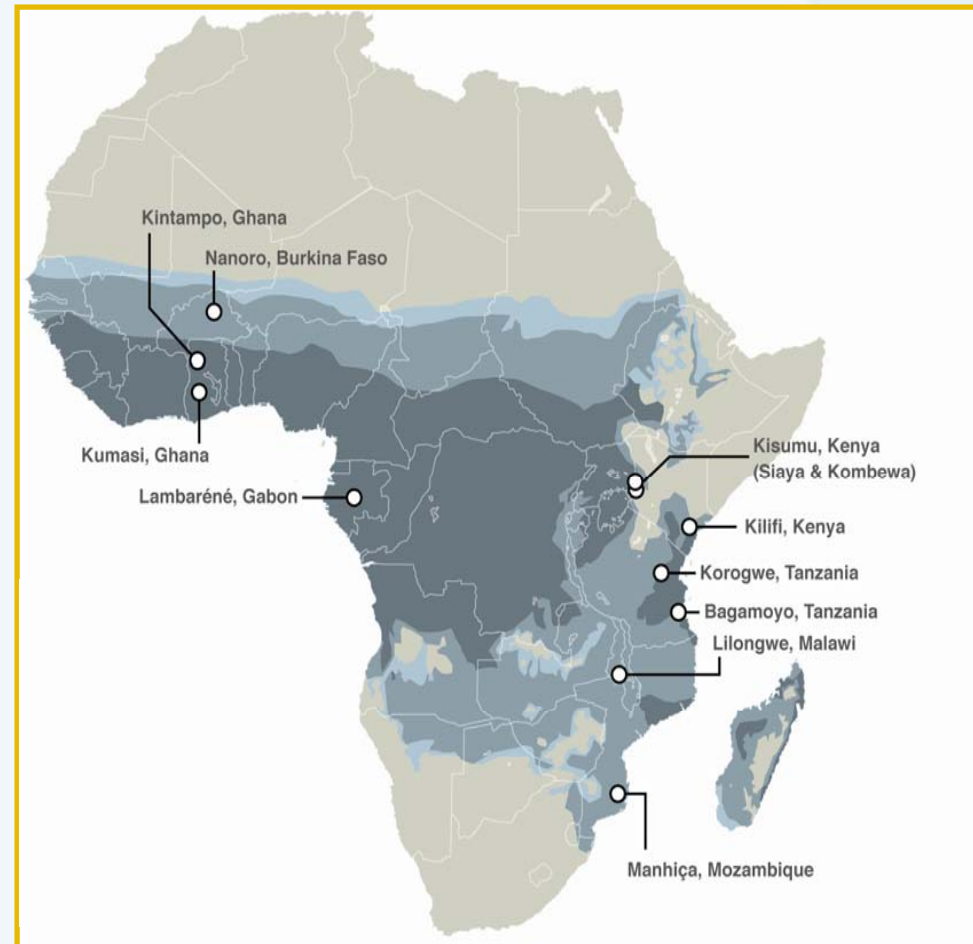 Kintampo, Ghana
Nanoro, Burkina Faso
Kumasi, Ghana
Lambaréné, Gabon
Kisumu, Kenya
(Siaya & Kombewa)
Kilifi, Kenya
Korogwe, Tanzania
Bagamoyo, Tanzania
Lilongwe, Malawi
Manhiça, Mozambique